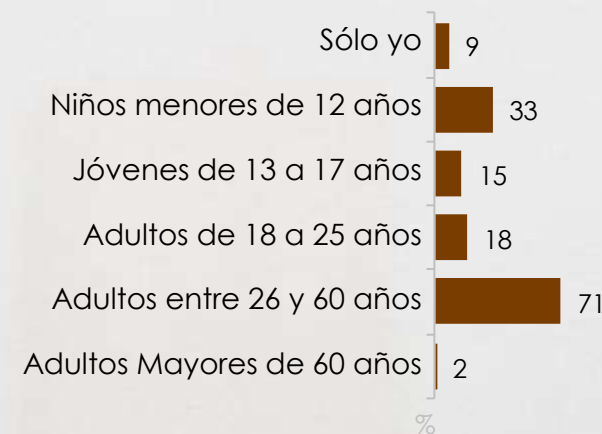 Sólo yo 9
Niños menores de 12 años 33
Jóvenes de 13 a 17 años 15
Adultos de 18 a 25 años 18
Adultos entre 26 y 60 años 71
Adultos Mayores de 60 años 2
%